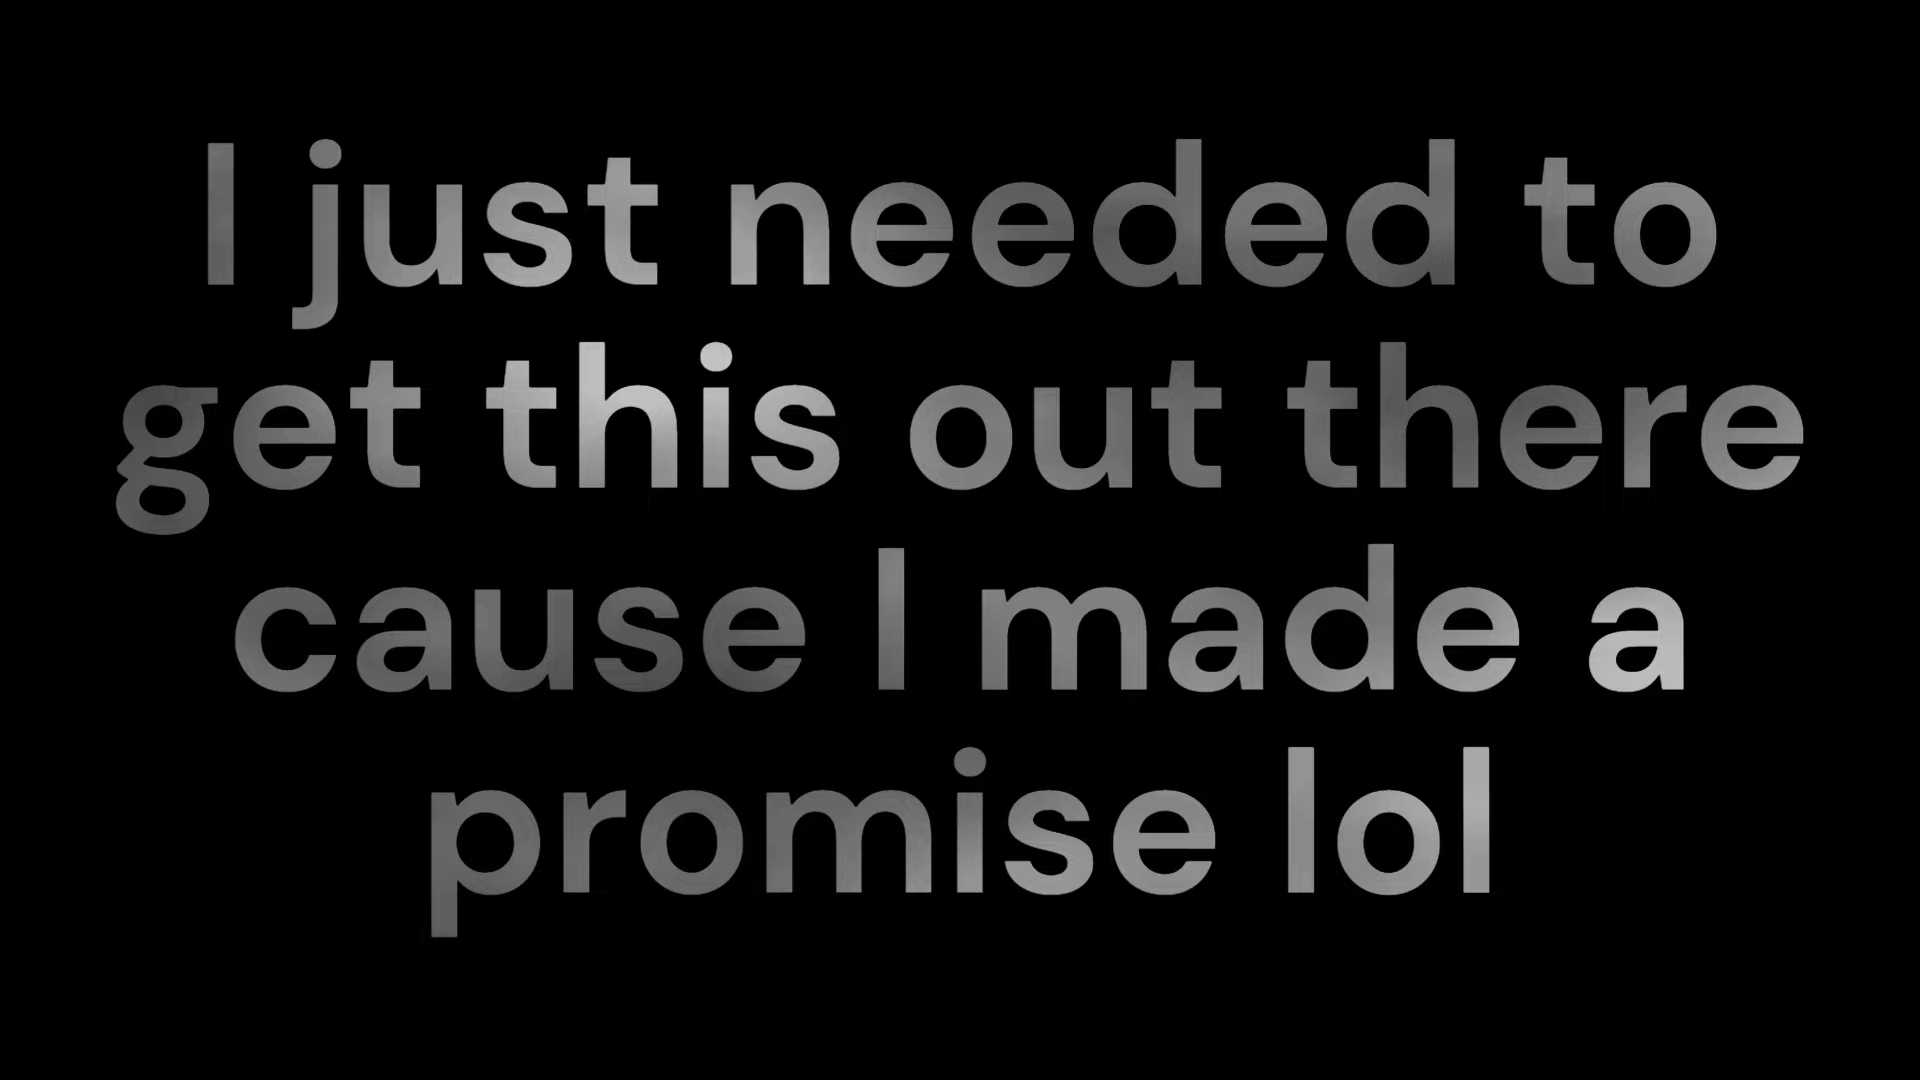 I just needed to
get this out there
cause I made a
promise lol